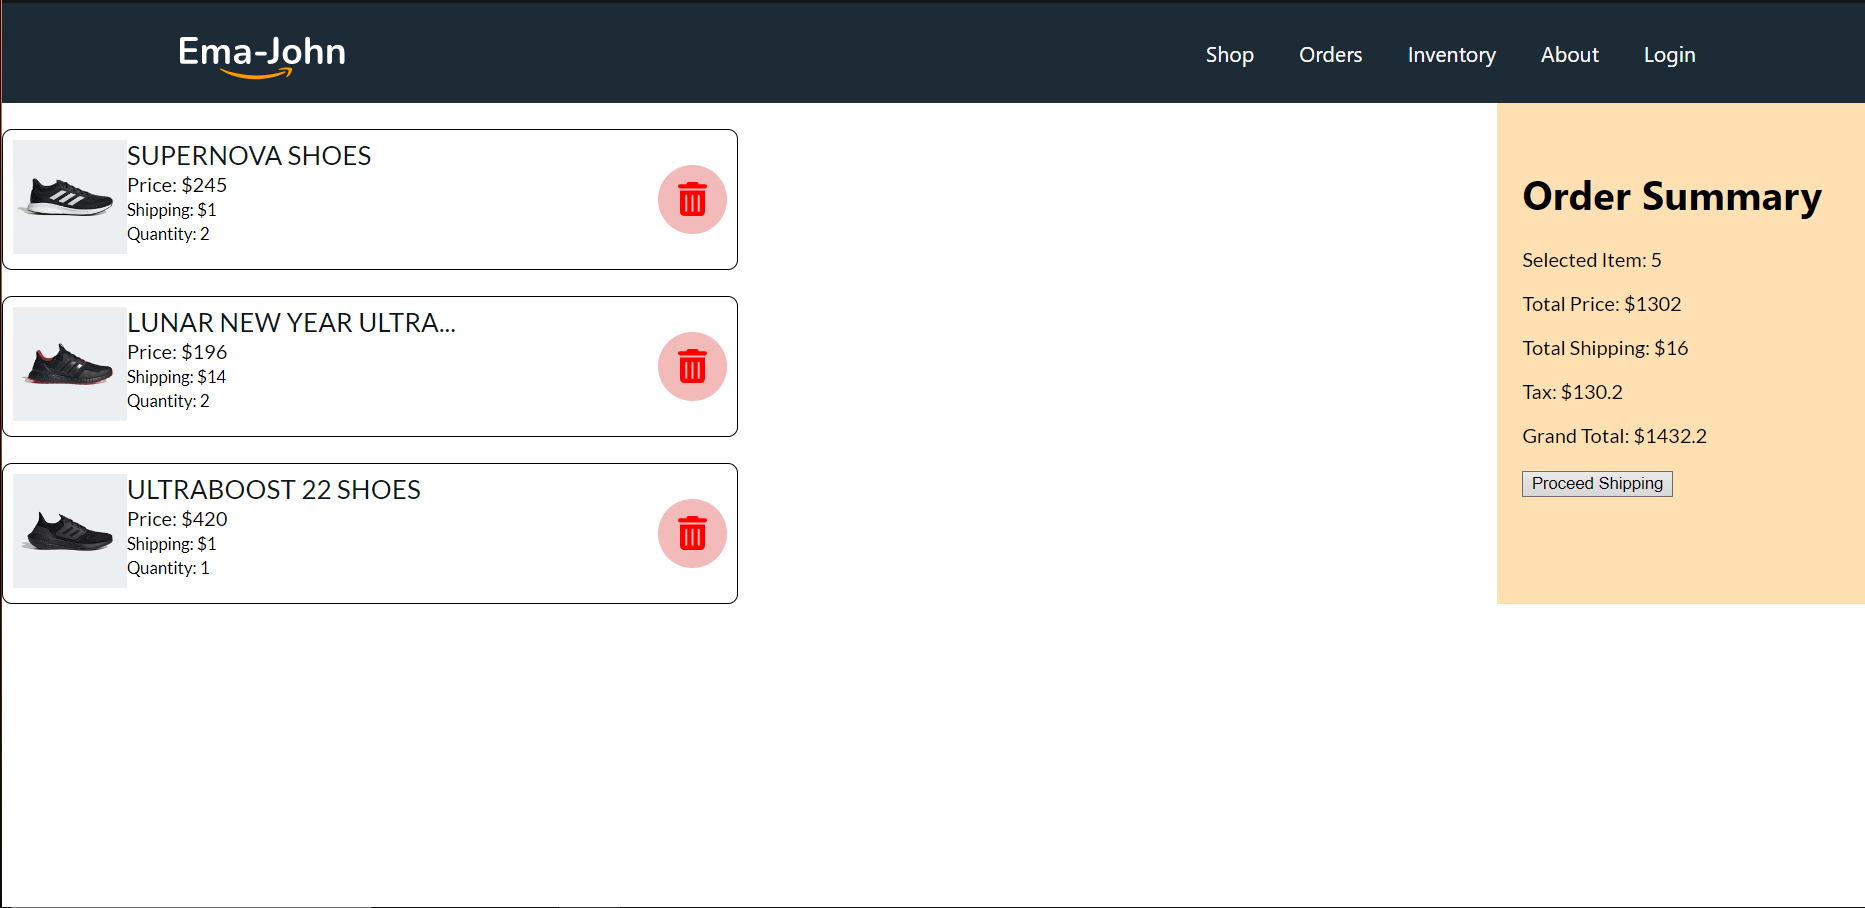 Ema-John
Shop Orders Inventory About Login
SUPERNOVA SHOES
Price: $245
Shipping: $1
Quantity: 2
LUNAR NEW YEAR ULTRA...
Price: $196
Shipping: $14
Quantity: 2
ULTRABOOST 22 SHOES
Price: $420
Shipping: $1
Quantity: 1
Order Summary
Selected Item: 5
Total Price: $1302
Total Shipping: $16
Tax: $130.2
Grand Total: $1432.2
Proceed Shipping